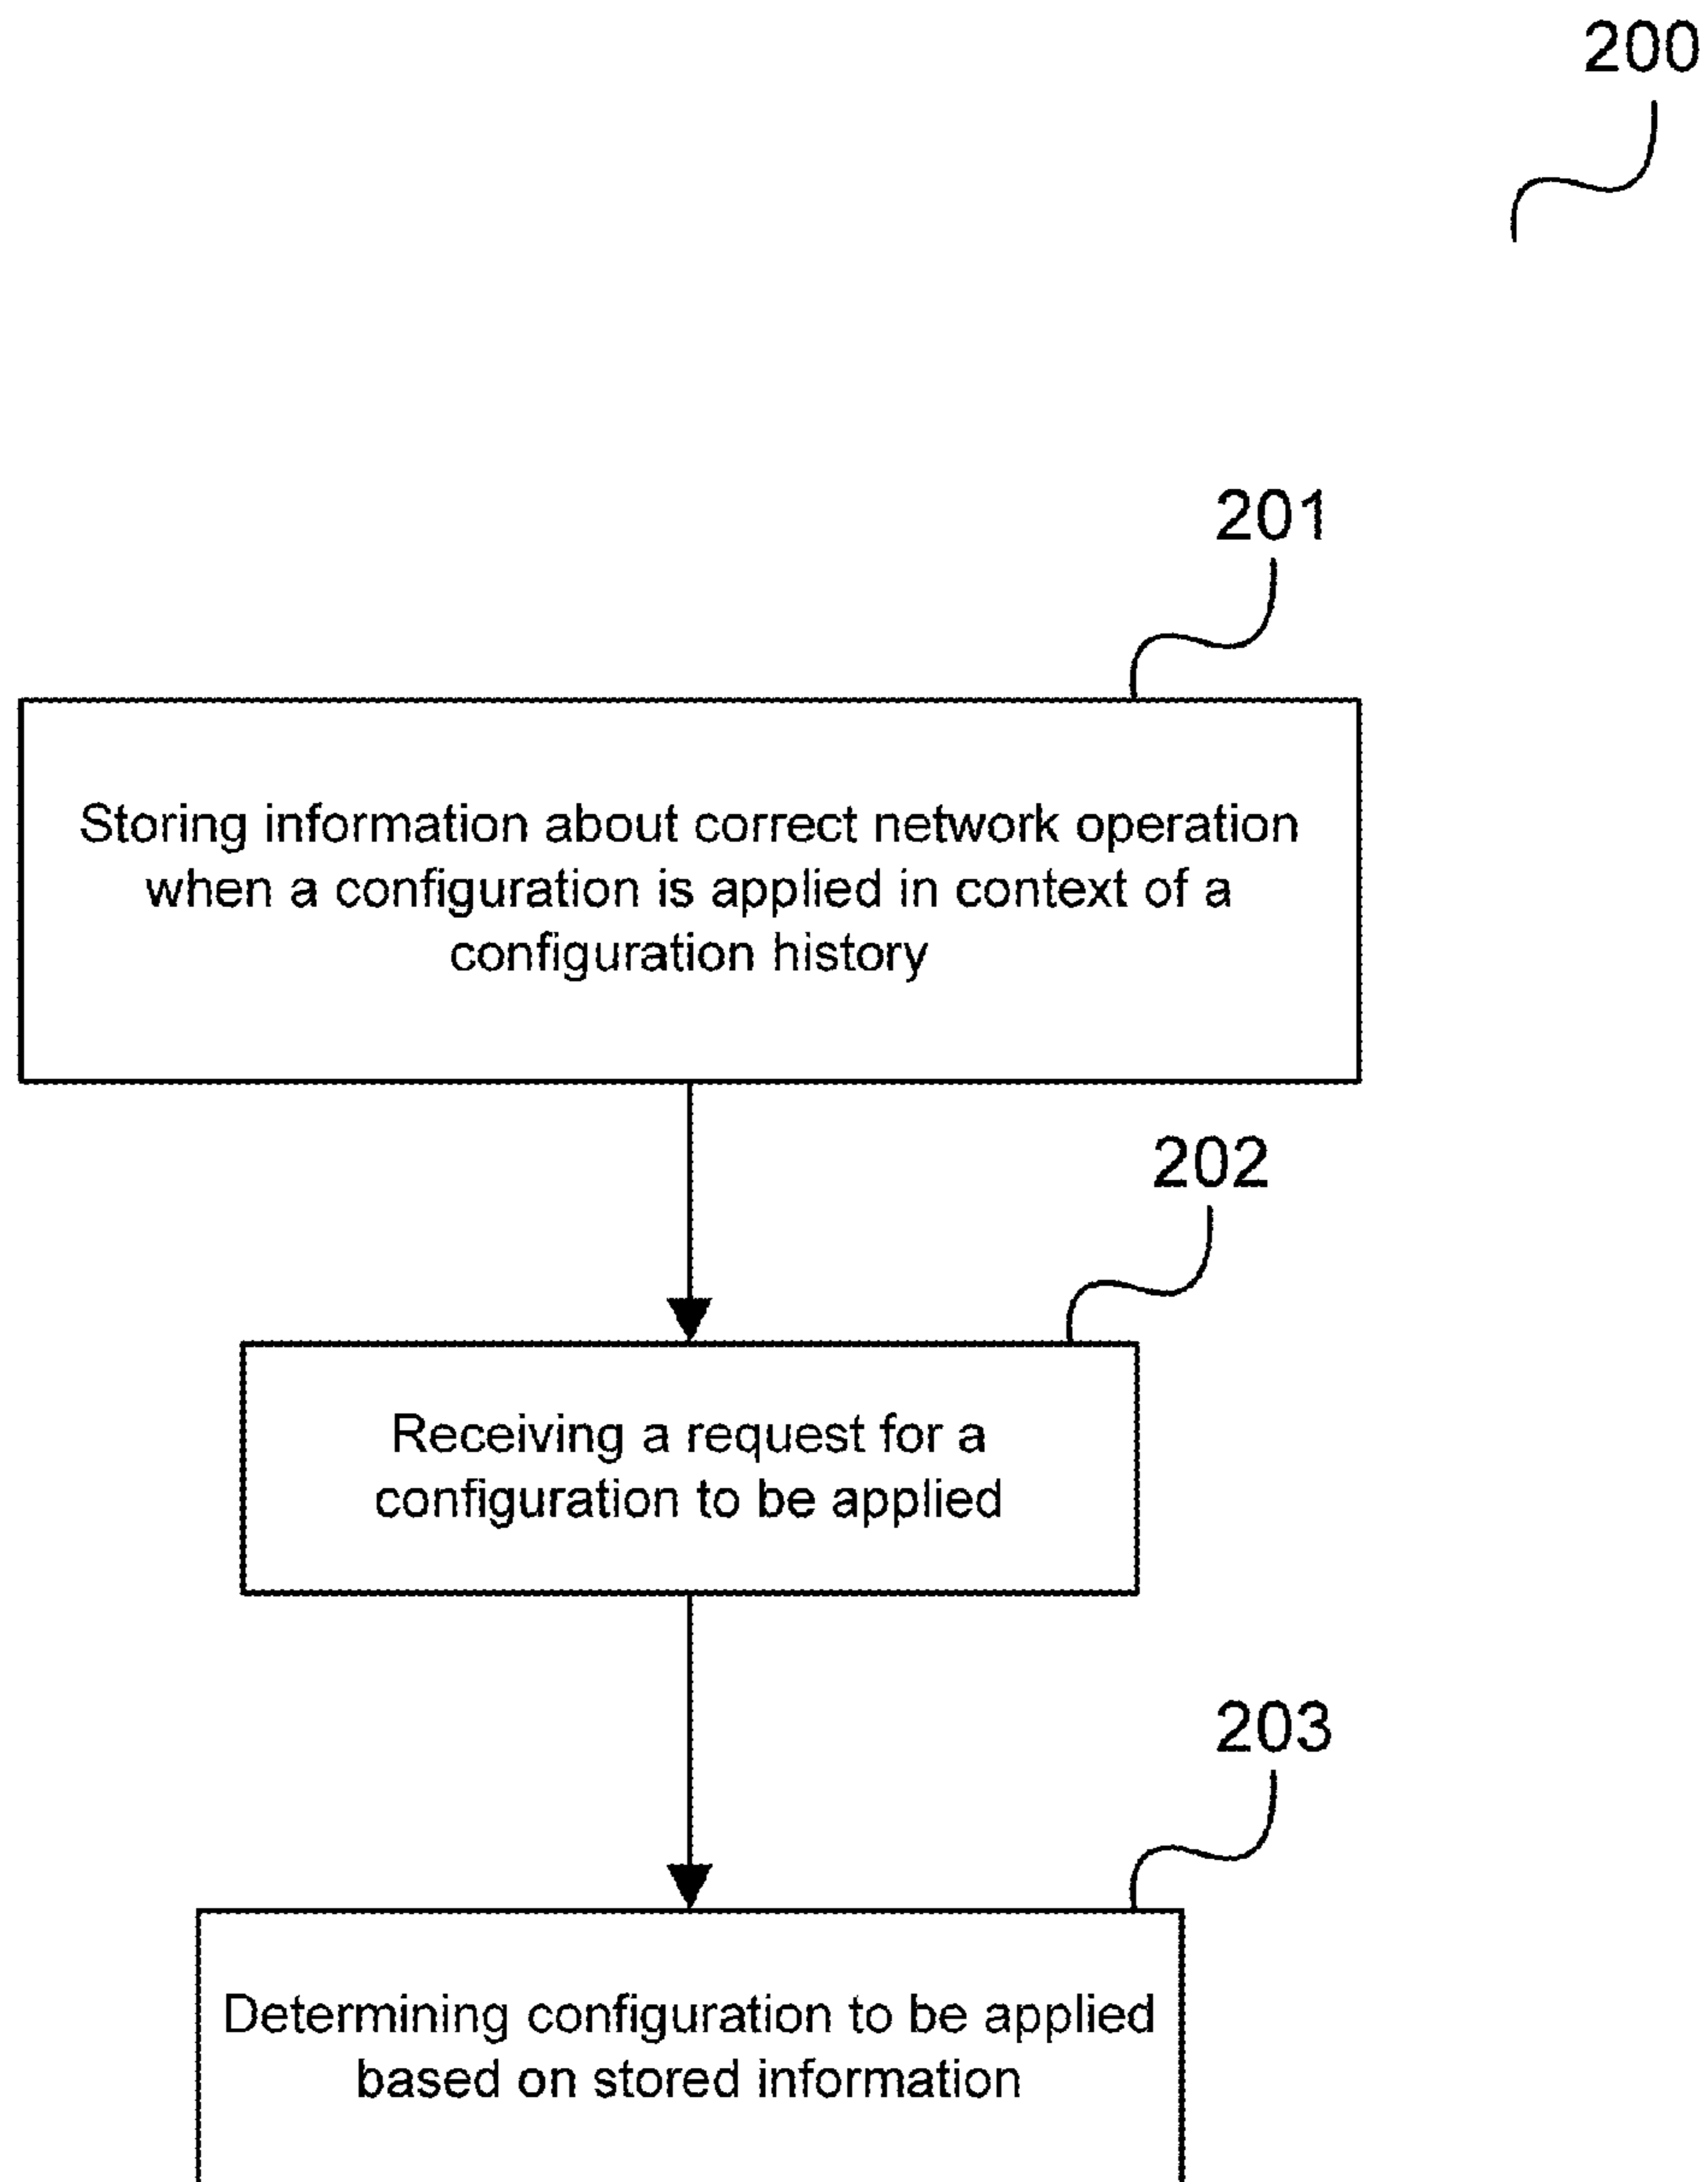 200
201
Storing information about correct network operation
when a configuration is applied in context of a
configuration history
202
Receiving a request for a
configuration to be applied
203
Determining configuration to be applied
based on stored information